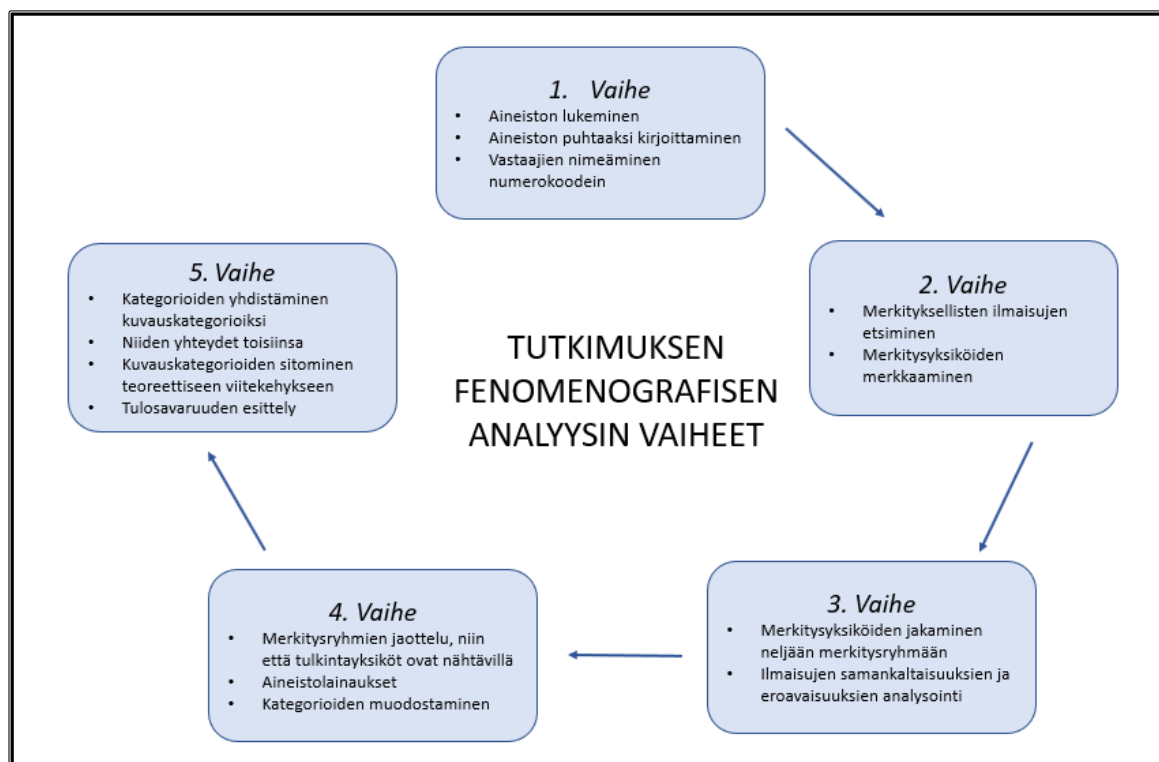 1. Vaihe
• Aineiston lukeminen
• Aineiston puhtaaksi kirjoittaminen
• Vastaajien nimeäminen
numerokoodein
2. Vaihe
• Merkityksellisten ilmaisujen
etsiminen
• Merkitysyksiköiden
merkkaaminen
3. Vaihe
• Merkitysyksiköiden jakaminen
neljään merkitysryhmään
• Ilmaisujen samankaltaisuuksien ja
eroavaisuuksien analysointi
4. Vaihe
• Merkitysryhmien jaottelu, niin
että tulkintayksiköt ovat nähtävillä
• Aineistolainaukset
• Kategorioiden muodostaminen
5. Vaihe
• Kategorioiden yhdistäminen
kuvauskategorioiksi
• Niiden yhteydet toisiinsa
• Kuvauskategorioiden sitominen
teoreettiseen viitekehykseen
• Tulosavaruuden esittely
TUTKIMUKSEN
FENOMENOGRAFISEN
ANALYYSIN VAIHEET